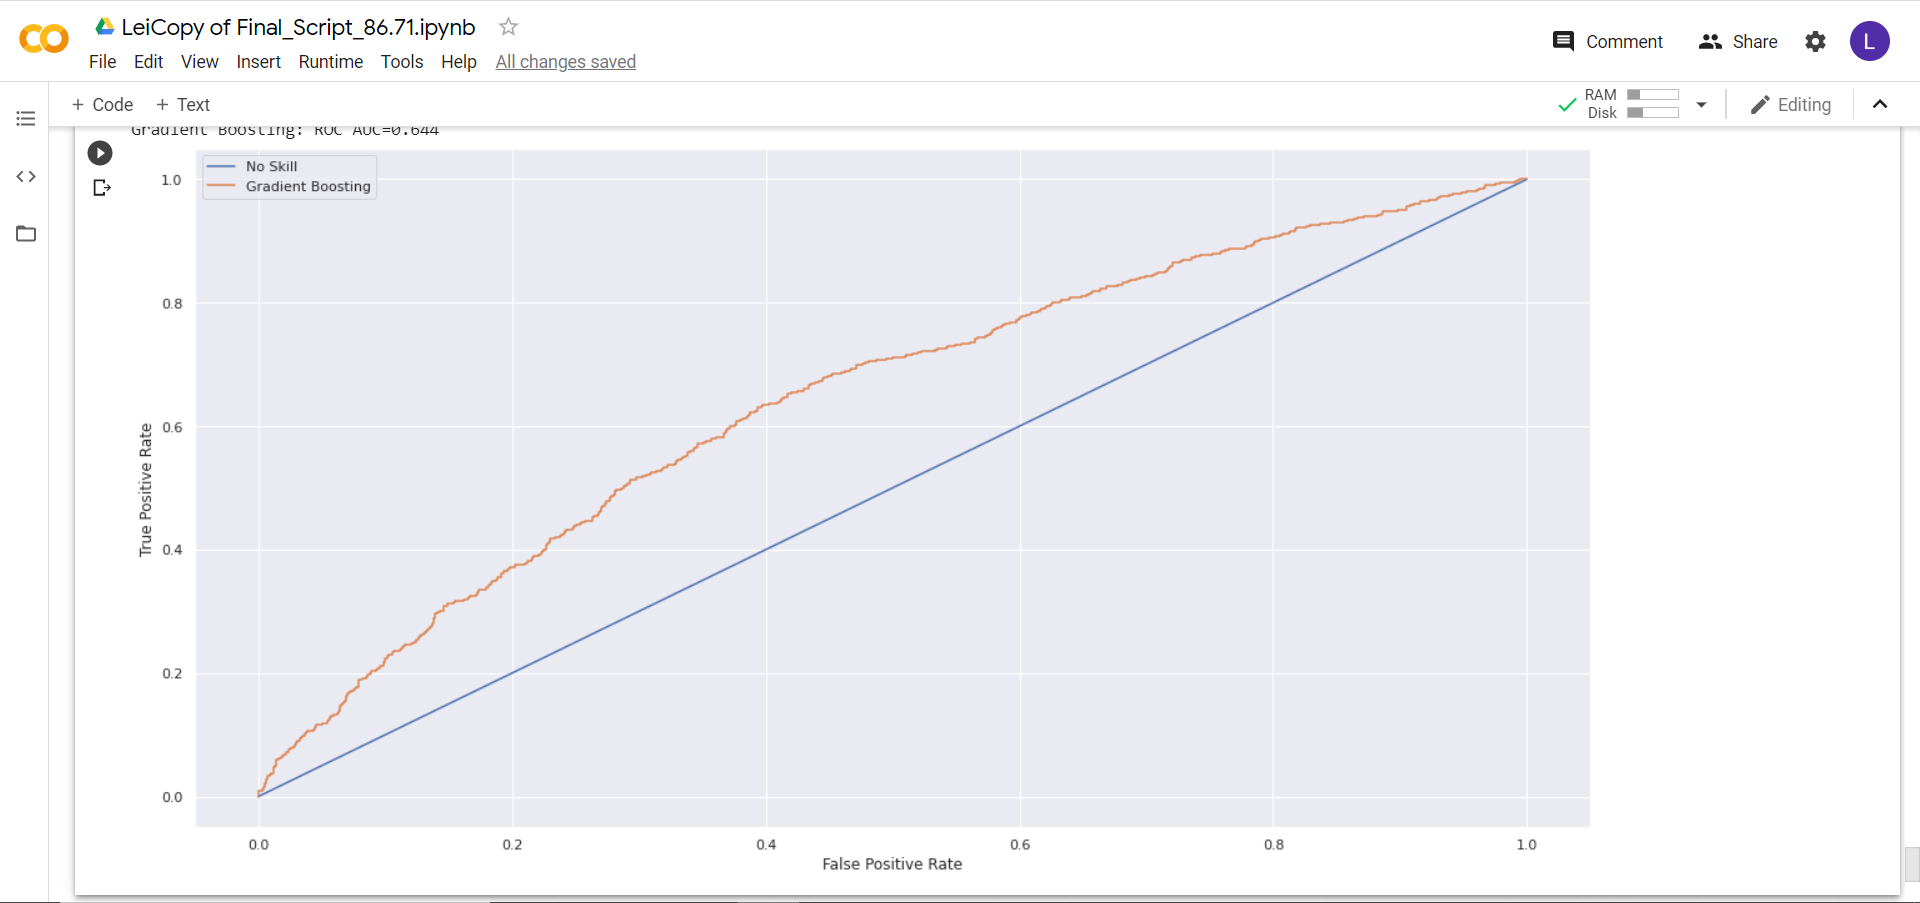 LeiCopy of Final_Script_86.71.ipynb
File Edit View Insert Runtime Tools Help All changes saved
Comment Share L
+ Code + Text
RAM
Disk
Editing
Gradient Boosting: ROC AUC=0.644
No Skill
Gradient Boosting
1.0
0.8
0.6
0.4
0.2
0.0
True Positive Rate
0.0 0.2 0.4 0.6 0.8 1.0
False Positive Rate